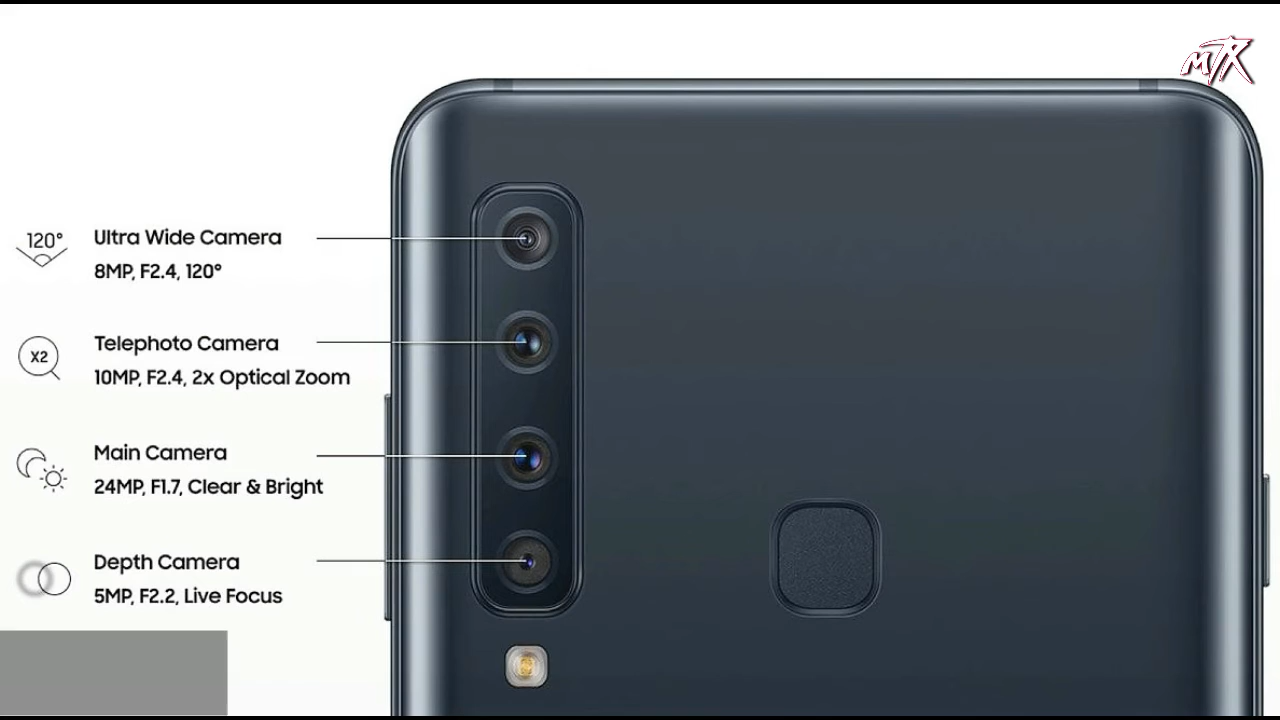 MTR
120°
Ultra Wide Camera
8MP, F2.4, 120°
X2
Telephoto Camera
10MP, F2.4, 2x Optical Zoom
Main Camera
24MP, F1.7, Clear & Bright
Depth Camera
5MP, F2.2, Live Focus